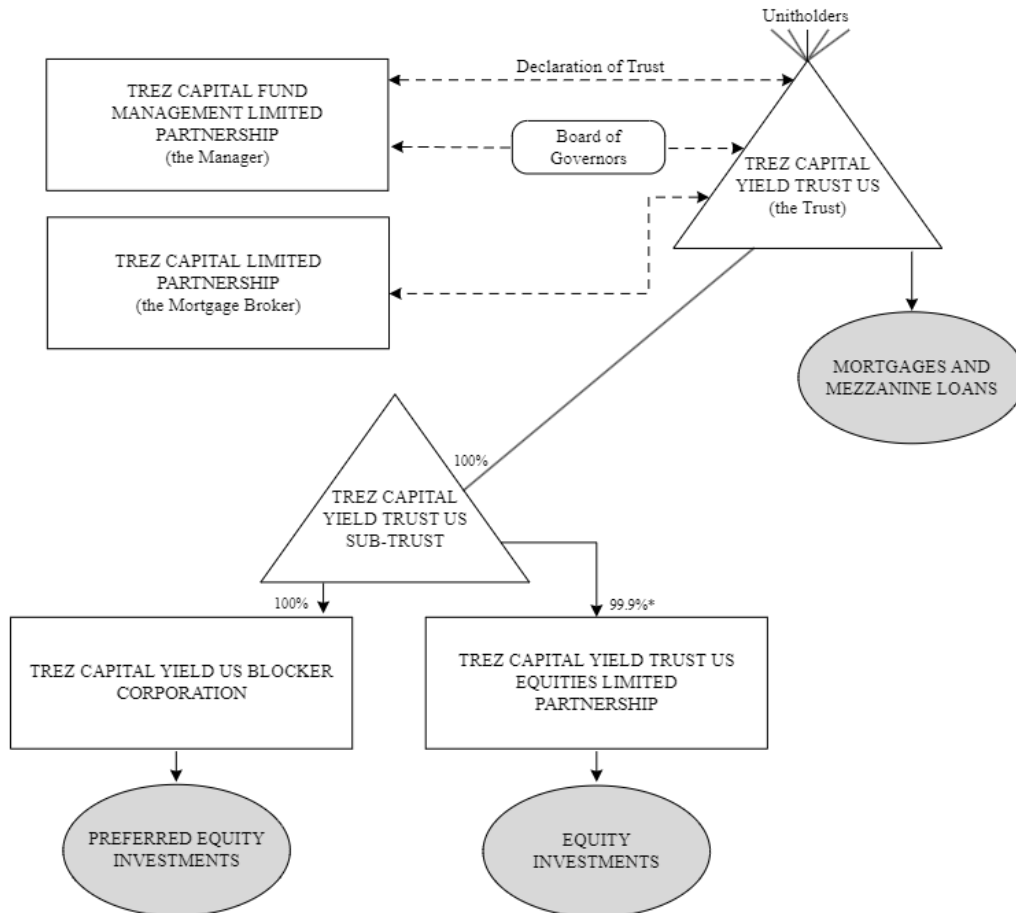 Unitholders
Declaration of Trust
TREZ CAPITAL FUND
MANAGEMENT LIMITED
PARTNERSHIP
(the Manager)
Board of
Governors
TREZ CAPITAL
YIELD TRUST US
(the Trust)
TREZ CAPITAL LIMITED
PARTNERSHIP
(the Mortgage Broker)
MORTGAGES AND
MEZZANINE LOANS
100%
TREZ CAPITAL
YIELD TRUST US
SUB-TRUST
100%
99.9%*
TREZ CAPITAL YIELD US BLOCKER
CORPORATION
TREZ CAPITAL YIELD TRUST US
EQUITIES LIMITED
PARTNERSHIP
PREFERRED EQUITY
INVESTMENTS
EQUITY
INVESTMENTS